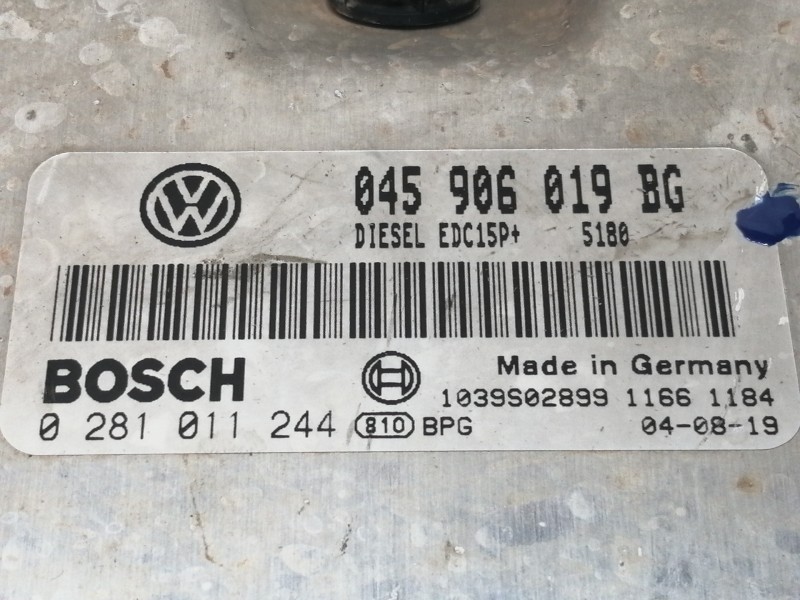 VW
045 906 019 BG
DIESEL EDC15P+ 5180
BOSCH
Made in Germany
1039S02899 1166 1184
0 281 011 244 810 BPG 04-08-19